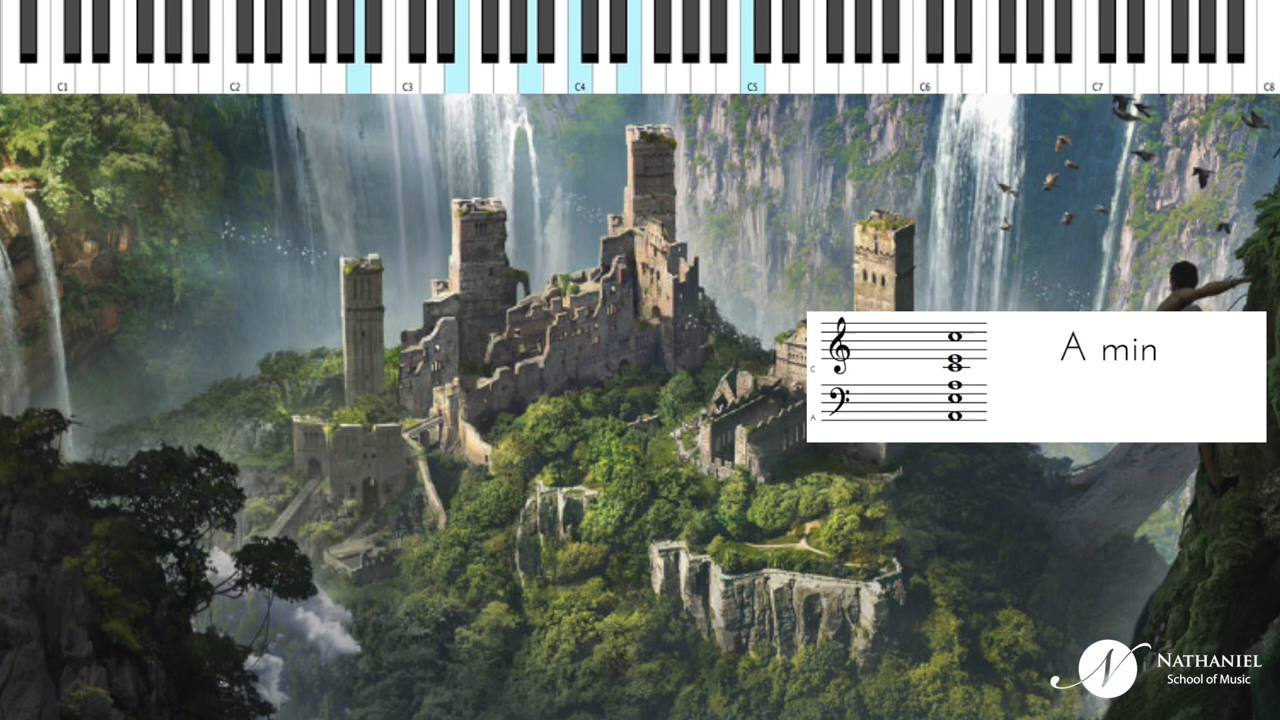 C1 C2 C3 C4 C5 C6 C7 C8
A min
C
A
N
NATHANIEL
School of Music